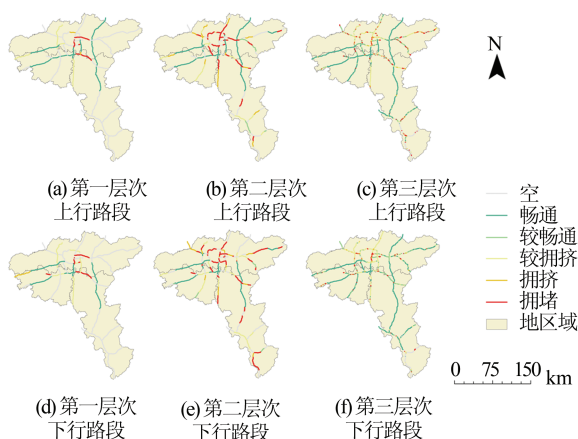 N
(a) 第一层次
上行路段
(b) 第二层次
上行路段
(c) 第三层次
上行路段
(d) 第一层次
下行路段
(e) 第二层次
下行路段
(f) 第三层次
下行路段
空
畅通
较畅通
较拥挤
拥挤
拥堵
地区域
0 75 150 km